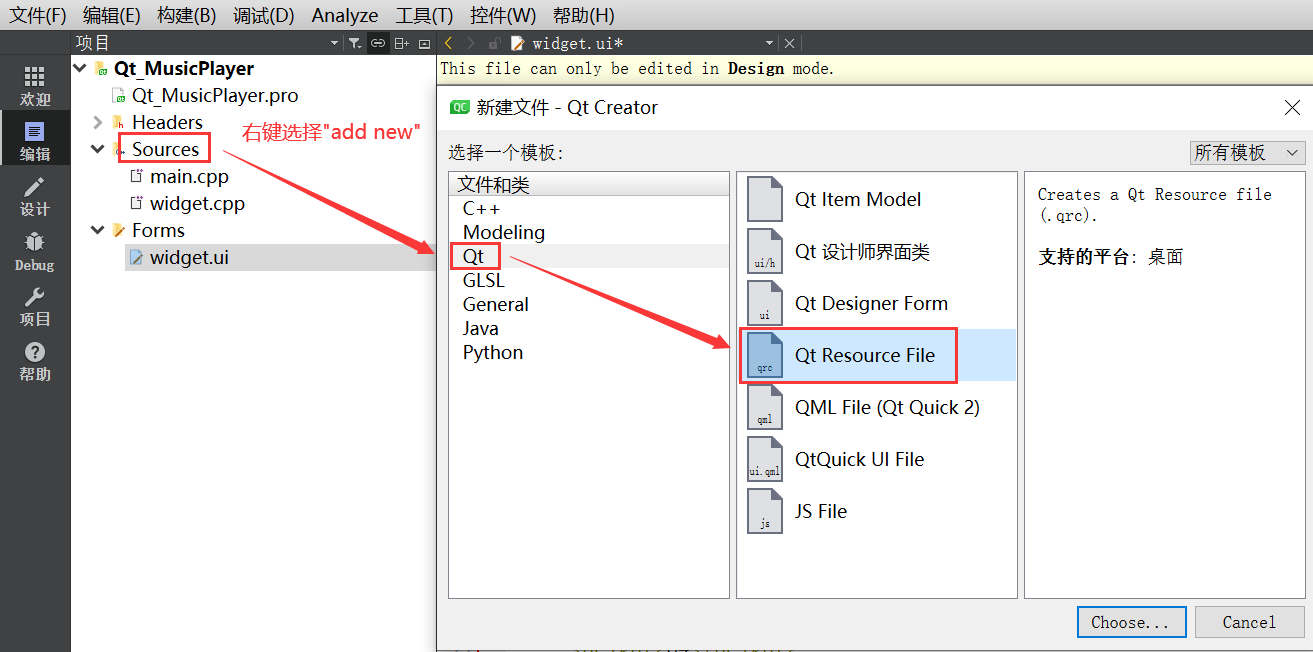 文件(F) 编辑(E) 构建(B) 调试(D) Analyze 工具(T) 控件(W) 帮助(H)
项目
widget.ui*
欢迎
编辑
设计
Debug
项目
帮助
Qt_MusicPlayer
Qt_MusicPlayer.pro
Headers
Sources
main.cpp
widget.cpp
Forms
widget.ui
右键选择"add new"
This file can only be edited in Design mode.
QC 新建文件 - Qt Creator
选择一个模板:
所有模板
文件和类
C++
Modeling
Qt
GLSL
General
Java
Python
Qt Item Model
ui/h Qt 设计师界面类
ui Qt Designer Form
qrc Qt Resource File
qml QML File (Qt Quick 2)
ui.qml QtQuick UI File
js JS File
Creates a Qt Resource file
(.qrc).
支持的平台: 桌面
Choose... Cancel